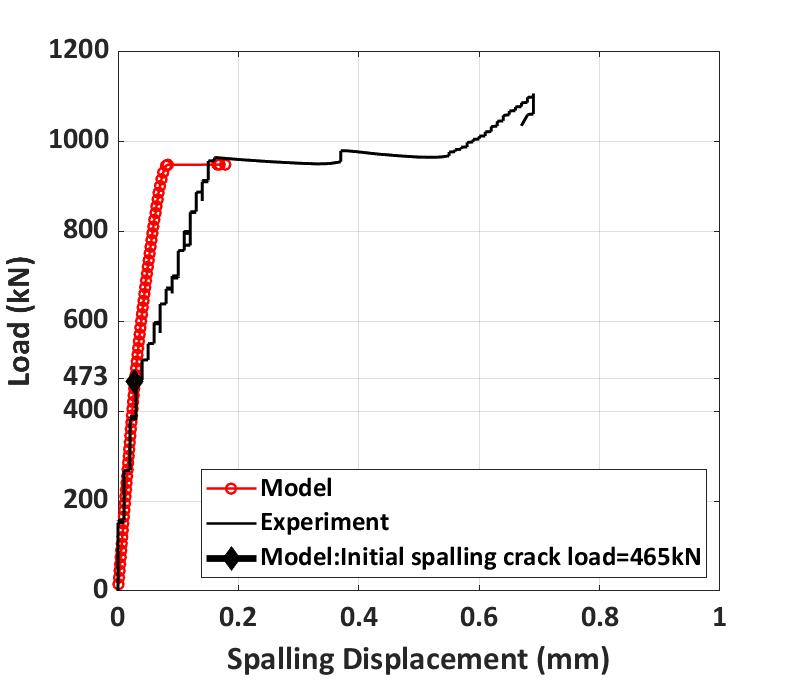 1200
1000
800
600
473
400
200
0
Load (kN)
Model
Experiment
Model:Initial spalling crack load=465kN
0 0.2 0.4 0.6 0.8 1
Spalling Displacement (mm)